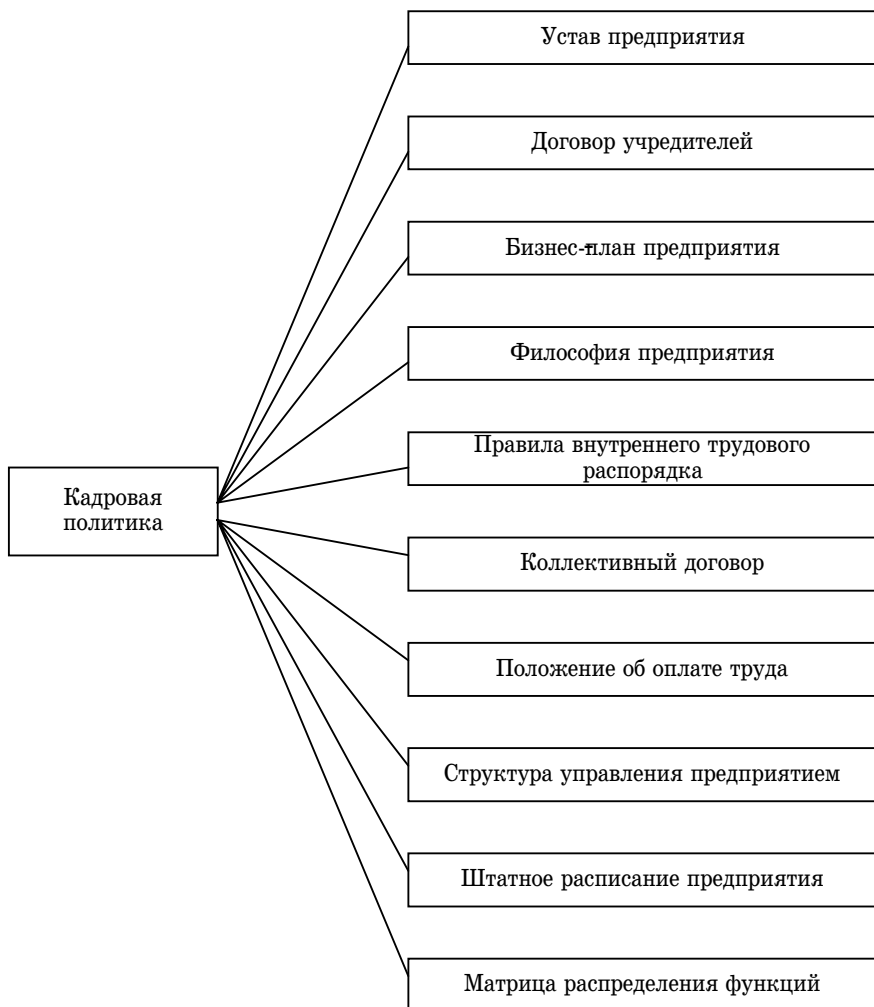 Устав предприятия
Договор учредителей
Бизнес-план предприятия
Философия предприятия
Правила внутреннего трудового
распорядка
Кадровая
политика
Коллективный договор
Положение об оплате труда
Структура управления предприятием
Штатное расписание предприятия
Матрица распределения функций